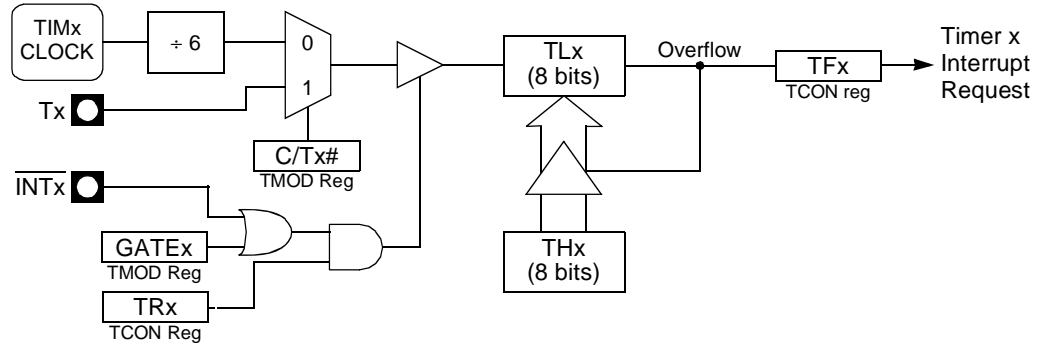 TIMx
CLOCK
÷ 6
0
1
Tx
C/Tx#
TMOD Reg
INTx
GATEx
TMOD Reg
TRx
TCON Reg
TLx
(8 bits)
Overflow
TFx
TCON reg
Timer x
Interrupt
Request
THx
(8 bits)